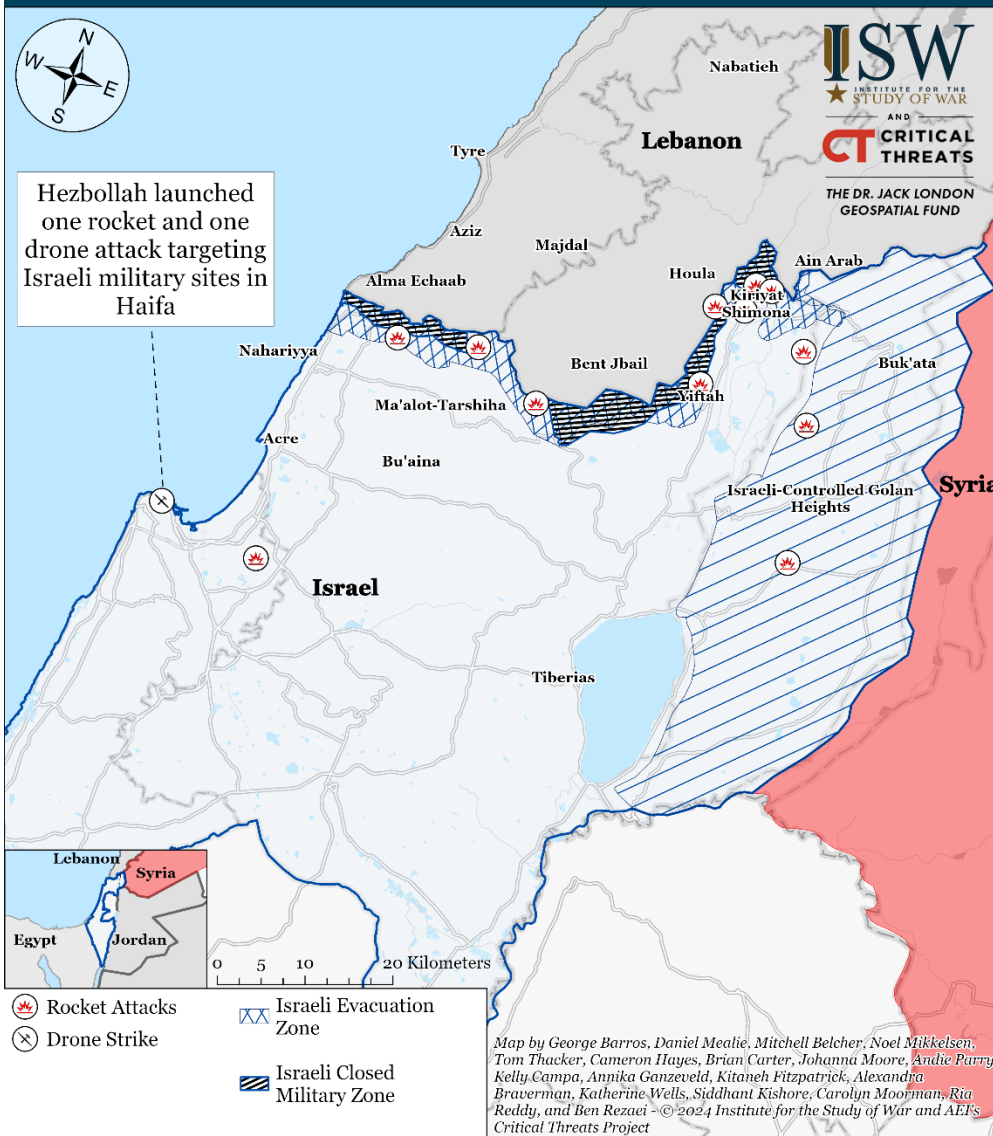 N
W
E
S
ISW
INSTITUTE FOR THE
STUDY OF WAR
AND
CT CRITICAL
THREATS
THE DR. JACK LONDON
GEOSPATIAL FUND
Nabatieh
Lebanon
Tyre
Hezbollah launched
one rocket and one
drone attack targeting
Israeli military sites in
Haifa
Aziz
Majdal
Ain Arab
Houla
Alma Echaab
Kiriyat
Shimona
Nahariyya
Bent Jbail
Buk'ata
Yiftah
Ma'alot-Tarshiha
Acre
Bu'aina
Syria
Israeli-Controlled Golan
Heights
Israel
Tiberias
Lebanon
Syria
Egypt
Jordan
0 5 10 20 Kilometers
Rocket Attacks
Drone Strike
Israeli Evacuation
Zone
Israeli Closed
Military Zone
Map by George Barros, Daniel Mealie, Mitchell Belcher, Noel Mikkelsen,
Tom Thacker, Cameron Hayes, Brian Carter, Johanna Moore, Andie Parry
Kelly Campa, Annika Ganzeveld, Kitaneh Fitzpatrick, Alexandra
Braverman, Katherine Wells, Siddhant Kishore, Carolyn Moorman, Ria
Reddy, and Ben Rezaei - © 2024 Institute for the Study of War and AEI's
Critical Threats Project